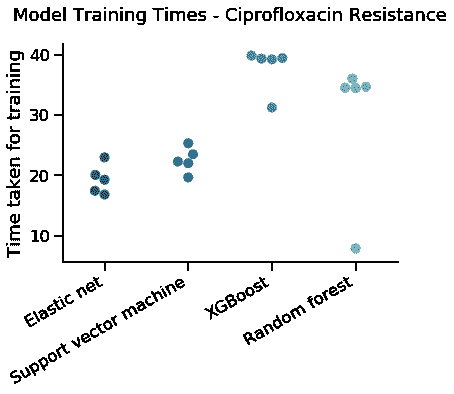 Model Training Times - Ciprofloxacin Resistance
Time taken for training
40
30
20
10
Elastic net
Support vector machine
XGBoost
Random forest